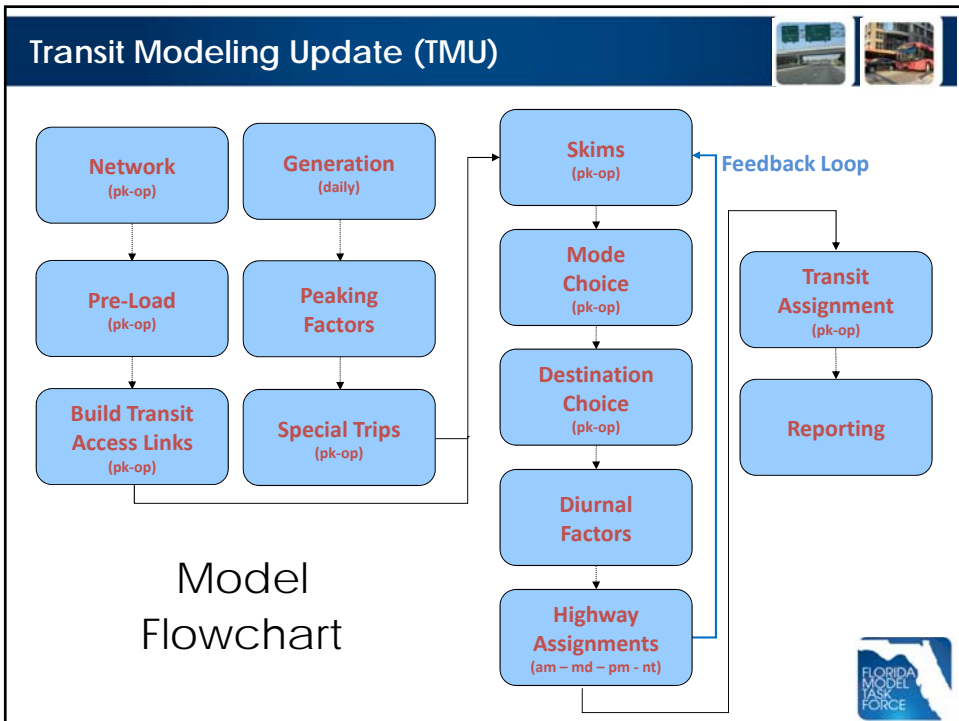 Transit Modeling Update (TMU)
Network
(pk-op)
Pre-Load
(pk-op)
Build Transit
Access Links
(pk-op)
Generation
(daily)
Peaking
Factors
Special Trips
(pk-op)
Skims
(pk-op)
Feedback Loop
Mode
Choice
(pk-op)
Destination
Choice
(pk-op)
Diurnal
Factors
Highway
Assignments
(am – md – pm - nt)
Transit
Assignment
(pk-op)
Reporting
Model
Flowchart
FLORIDA
MODEL
TASK
FORCE